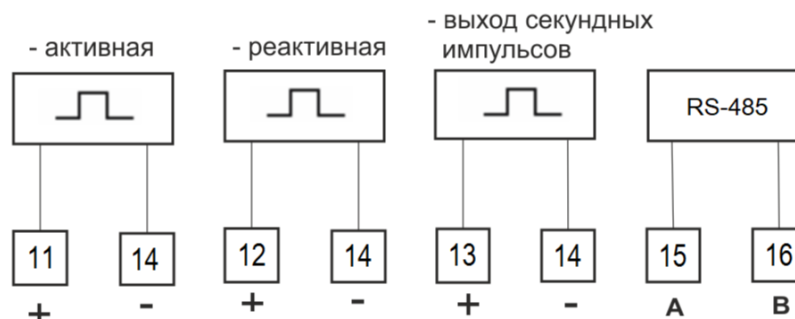 - активная
- реактивная
- выход секундных
импульсов
RS-485
11 14 12 14 13 14 15 16
+ - + - + - A B